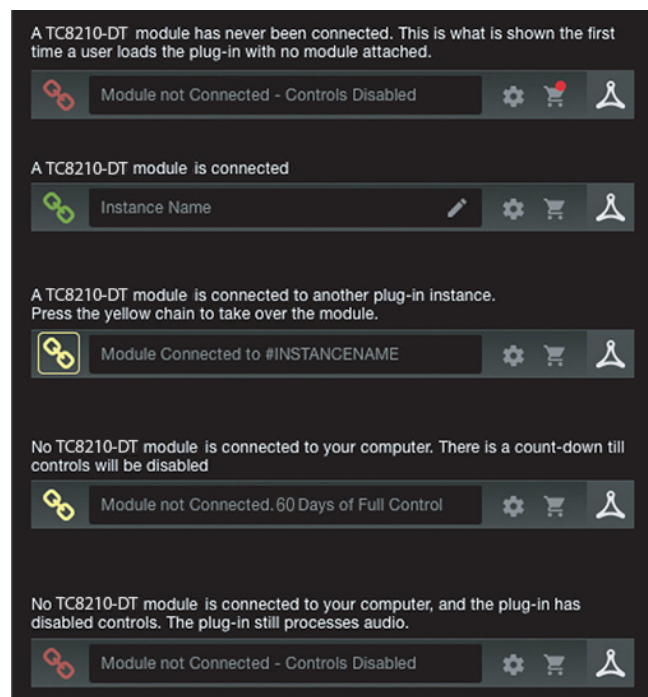 A TC8210-DT module has never been connected. This is what is shown the first
time a user loads the plug-in with no module attached.
Module not Connected - Controls Disabled
A TC8210-DT module is connected
Instance Name
A TC8210-DT module is connected to another plug-in instance.
Press the yellow chain to take over the module.
Module Connected to #INSTANCENAME
No TC8210-DT module is connected to your computer. There is a count-down till
controls will be disabled
Module not Connected. 60 Days of Full Control
No TC8210-DT module is connected to your computer, and the plug-in has
disabled controls. The plug-in still processes audio.
Module not Connected - Controls Disabled